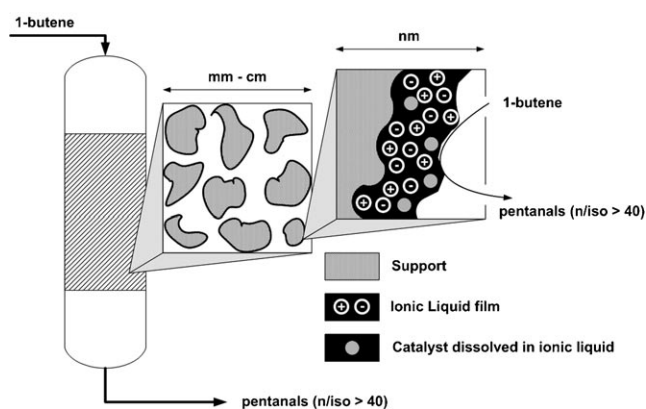 1-butene
mm - cm
nm
1-butene
pentanals (n/iso > 40)
Support
Ionic Liquid film
Catalyst dissolved in ionic liquid
pentanals (n/iso > 40)